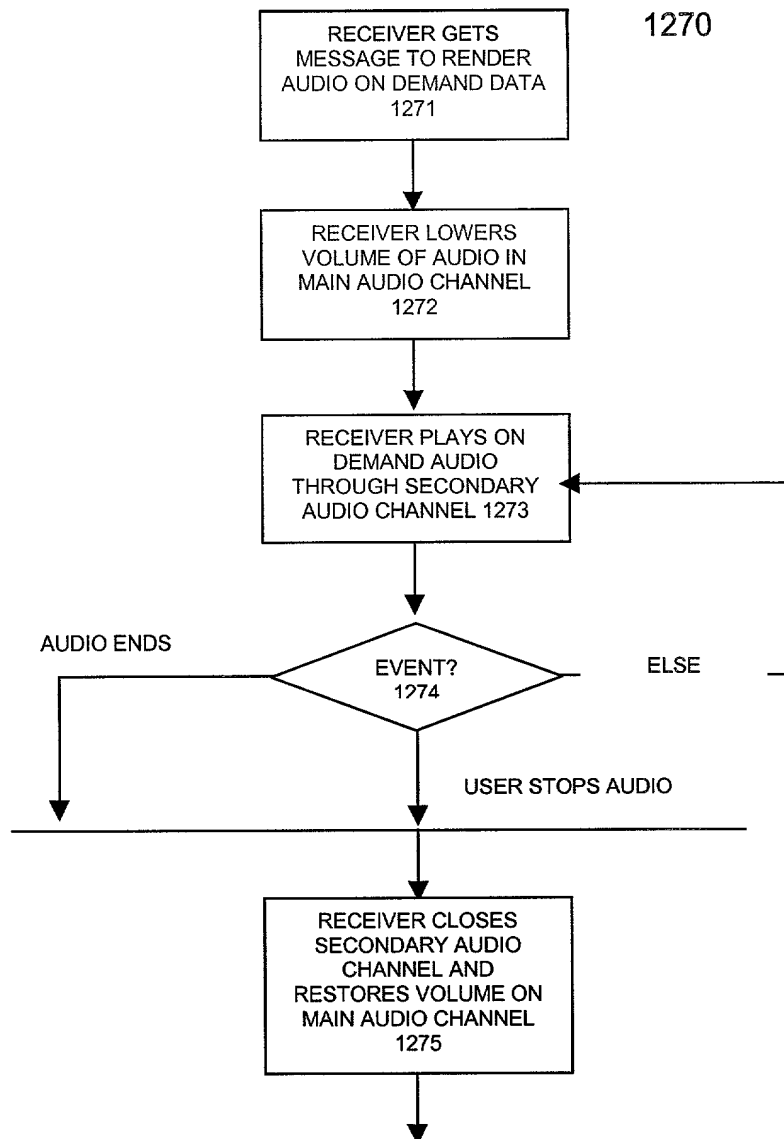 1270
RECEIVER GETS
MESSAGE TO RENDER
AUDIO ON DEMAND DATA
1271
RECEIVER LOWERS
VOLUME OF AUDIO IN
MAIN AUDIO CHANNEL
1272
RECEIVER PLAYS ON
DEMAND AUDIO
THROUGH SECONDARY
AUDIO CHANNEL 1273
AUDIO ENDS
EVENT?
1274
ELSE
USER STOPS AUDIO
RECEIVER CLOSES
SECONDARY AUDIO
CHANNEL AND
RESTORES VOLUME ON
MAIN AUDIO CHANNEL
1275